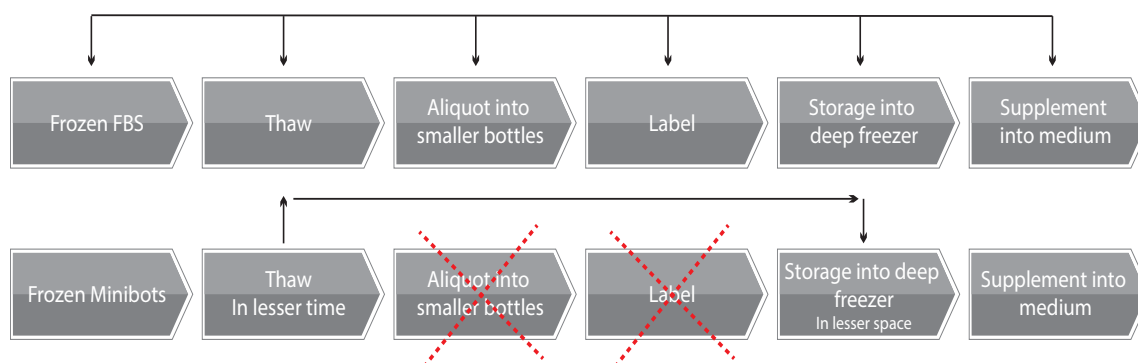 Frozen FBS
Thaw
Aliquot into
smaller bottles
Label
Storage into
deep freezer
Supplement
into medium
Frozen Minibots
Thaw
In lesser time
Aliquot into
smaller bottles
Label
Storage into deep
freezer
In lesser space
Supplement into
medium